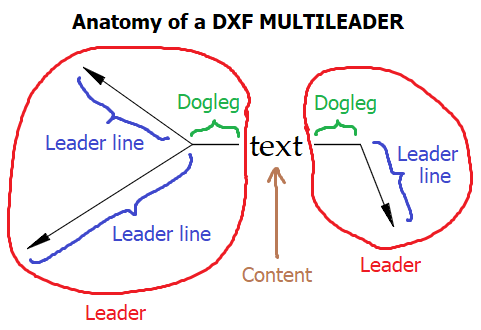 Anatomy of a DXF MULTILEADER
Dogleg
Dogleg
Leader line
text
Leader
line
Leader line
Content
Leader
Leader